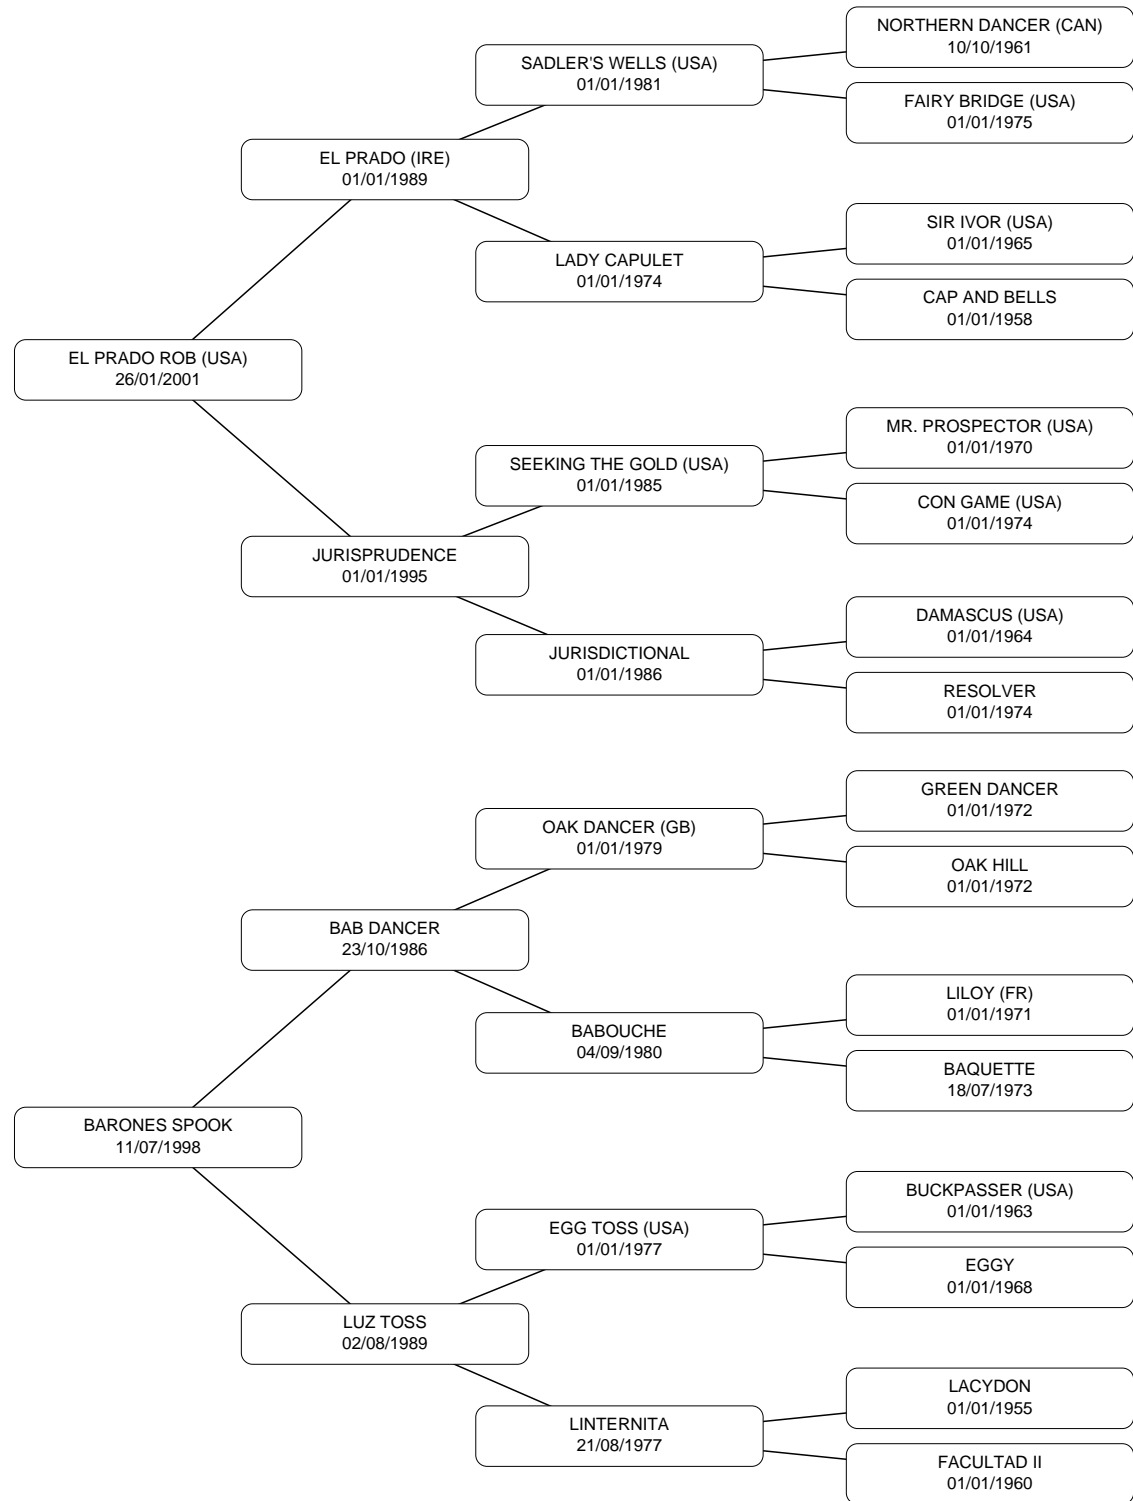 NORTHERN DANCER (CAN)
10/10/1961
SADLER'S WELLS (USA)
01/01/1981
FAIRY BRIDGE (USA)
01/01/1975
EL PRADO (IRE)
01/01/1989
SIR IVOR (USA)
01/01/1965
LADY CAPULET
01/01/1974
CAP AND BELLS
01/01/1958
EL PRADO ROB (USA)
26/01/2001
MR. PROSPECTOR (USA)
01/01/1970
SEEKING THE GOLD (USA)
01/01/1985
CON GAME (USA)
01/01/1974
JURISPRUDENCE
01/01/1995
DAMASCUS (USA)
01/01/1964
JURISDICTIONAL
01/01/1986
RESOLVER
01/01/1974
GREEN DANCER
01/01/1972
OAK DANCER (GB)
01/01/1979
OAK HILL
01/01/1972
BAB DANCER
23/10/1986
LILOY (FR)
01/01/1971
BABOUCHE
04/09/1980
BAQUETTE
18/07/1973
BARONES SPOOK
11/07/1998
BUCKPASSER (USA)
01/01/1963
EGG TOSS (USA)
01/01/1977
EGGY
01/01/1968
LUZ TOSS
02/08/1989
LACYDON
01/01/1955
LINTERNITA
21/08/1977
FACULTAD II
01/01/1960